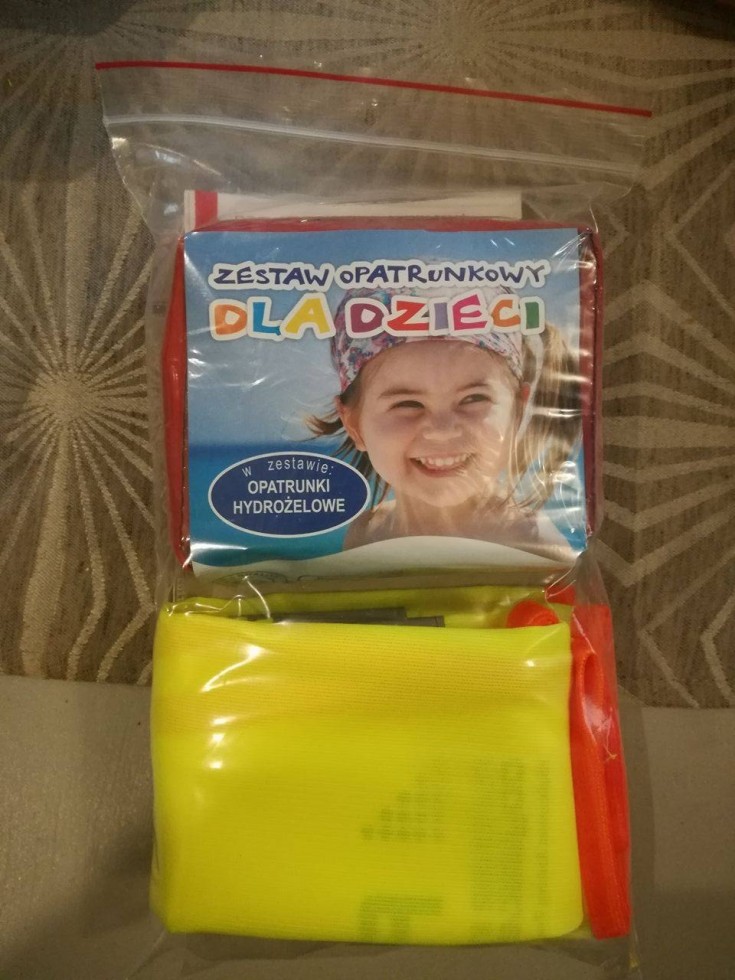 ZESTAW OPATRUNKOWY
DLA DZIECI
w zestawie:
OPATRUNKI
HYDROŻELOWE